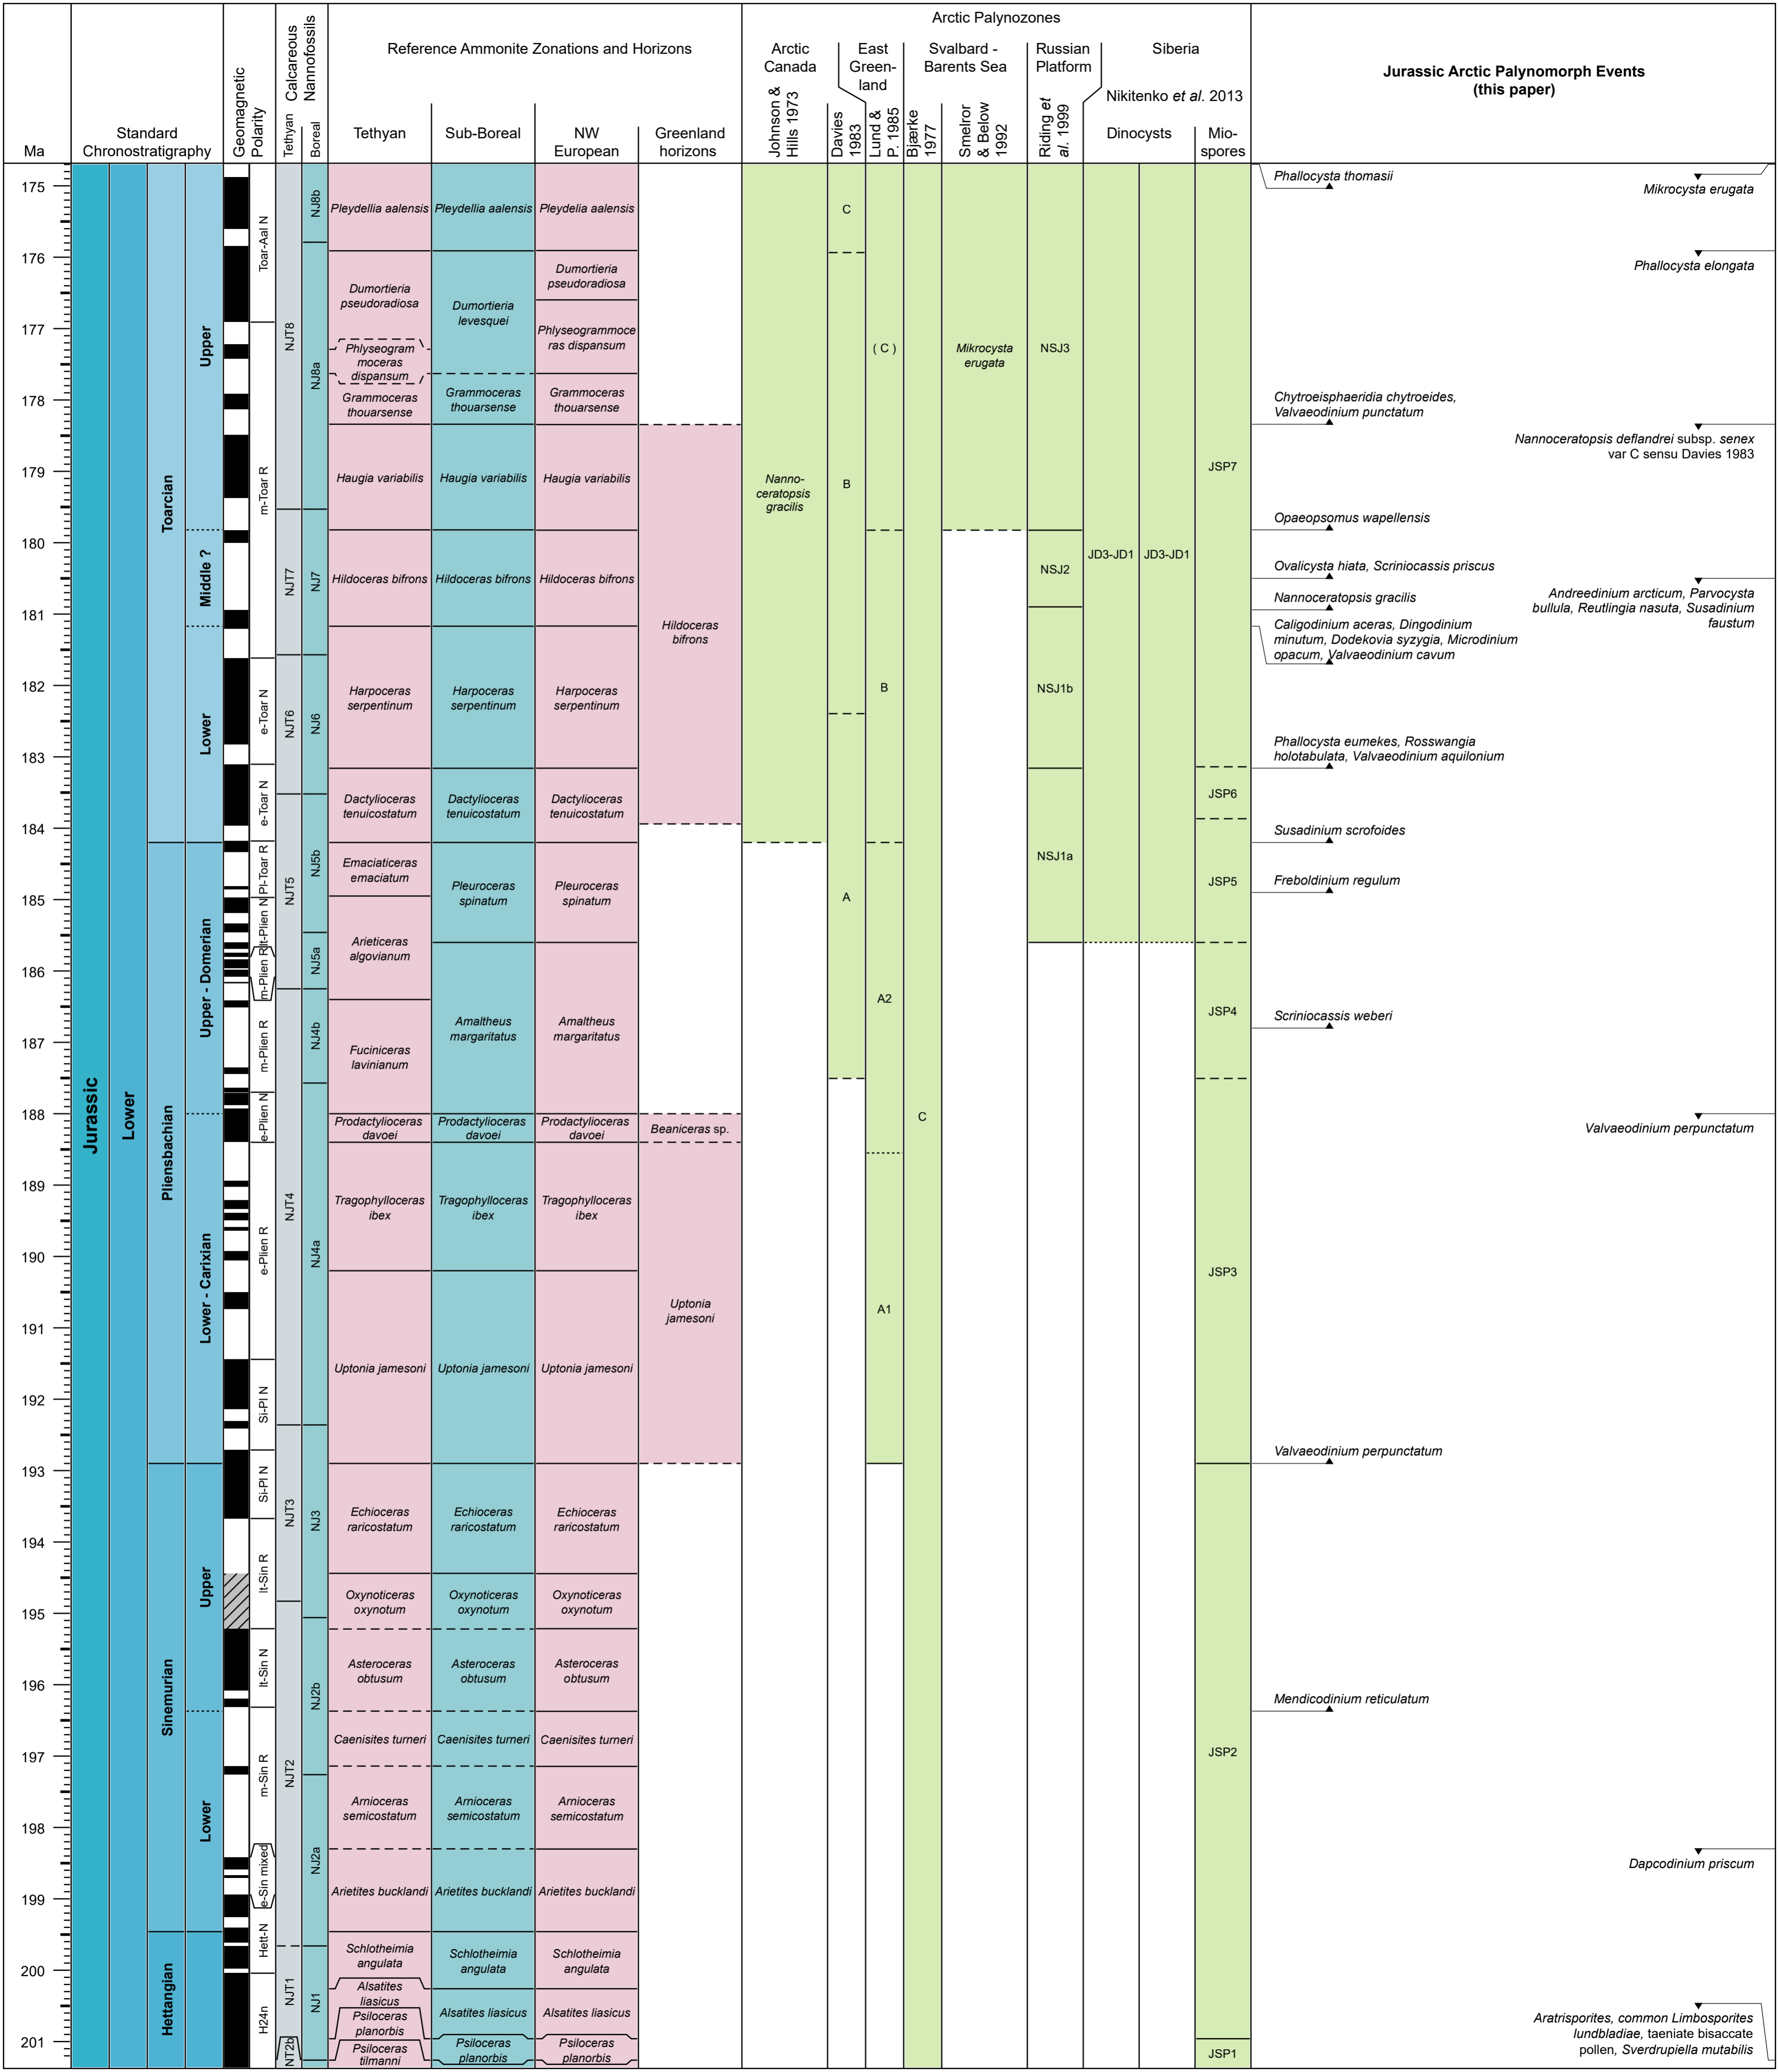 Ma
Standard
Chronostratigraphy
Geomagnetic
Polarity
Calcareous
Nannofossils
Tethyan
Boreal
Reference Ammonite Zonations and Horizons
Tethyan
Sub-Boreal
NW
European
Greenland
horizons
Arctic Palynozones
Arctic
Canada
East
Green-
land
Svalbard -
Barents Sea
Russian
Platform
Siberia
Johnson &
Hills 1973
Davies
1983
Lund &
P. 1985
Bjærke
1977
Smelror
& Below
1992
Riding et
al. 1999
Nikitenko et al. 2013
Dinocysts
Mio-
spores
Jurassic Arctic Palynomorph Events
(this paper)
175
176
177
178
179
180
181
182
183
184
185
186
187
188
189
190
191
192
193
194
195
196
197
198
199
200
201
Jurassic
Lower
Toarcian
Pliensbachian
Sinemurian
Hettangian
Upper
Middle ?
Lower
Upper - Domerian
Lower - Carixian
Upper
Lower
Toar-Aal N
m-Toar R
e-Toar N
e-Toar N
Pl-Toar R
lt-Plien N
m-Plien R
m-Plien R
e-Plien N
e-Plien R
Si-Pl N
Si-Pl N
lt-Sin R
lt-Sin N
m-Sin R
e-Sin mixed
Hett-N
H24n
NJT8
NJT7
NJT6
NJT5
NJT4
NJT3
NJT2
NJT1
NT2b
NJ8b
NJ8a
NJ7
NJ6
NJ5b
NJ5a
NJ4b
NJ4a
NJ3
NJ2b
NJ2a
NJ1
Pleydellia aalensis
Dumortieria
pseudoradiosa
Phlyseogram
moceras
dispansum
Grammoceras
thouarsense
Haugia variabilis
Hildoceras bifrons
Harpoceras
serpentinum
Dactylioceras
tenuicostatum
Emaciaticeras
emaciatum
Arieticeras
algovianum
Fuciniceras
lavinianum
Prodactylioceras
davoei
Tragophylloceras
ibex
Uptonia jamesoni
Echioceras
raricostatum
Oxynoticeras
oxynotum
Asteroceras
obtusum
Caenisites turneri
Arnioceras
semicostatum
Arietites bucklandi
Schlotheimia
angulata
Alsatites
liasicus
Psiloceras
planorbis
Psiloceras
tilmanni
Pleydellia aalensis
Dumortieria
levesquei
Grammoceras
thouarsense
Haugia variabilis
Hildoceras bifrons
Harpoceras
serpentinum
Dactylioceras
tenuicostatum
Pleuroceras
spinatum
Amaltheus
margaritatus
Prodactylioceras
davoei
Tragophylloceras
ibex
Uptonia jamesoni
Echioceras
raricostatum
Oxynoticeras
oxynotum
Asteroceras
obtusum
Caenisites turneri
Arnioceras
semicostatum
Arietites bucklandi
Schlotheimia
angulata
Alsatites liasicus
Psiloceras
planorbis
Pleydelia aalensis
Dumortieria
pseudoradiosa
Phlyseogrammoce
ras dispansum
Grammoceras
thouarsense
Haugia variabilis
Hildoceras bifrons
Harpoceras
serpentinum
Dactylioceras
tenuicostatum
Pleuroceras
spinatum
Amaltheus
margaritatus
Prodactylioceras
davoei
Tragophylloceras
ibex
Uptonia jamesoni
Echioceras
raricostatum
Oxynoticeras
oxynotum
Asteroceras
obtusum
Caenisites turneri
Arnioceras
semicostatum
Arietites bucklandi
Schlotheimia
angulata
Alsatites liasicus
Psiloceras
planorbis
Hildoceras
bifrons
Beaniceras sp.
Uptonia
jamesoni
Nanno-
ceratopsis
gracilis
C
B
A
( C )
B
A2
A1
C
Mikrocysta
erugata
NSJ3
NSJ2
NSJ1b
NSJ1a
JD3-JD1
JD3-JD1
JSP7
JSP6
JSP5
JSP4
JSP3
JSP2
JSP1
Phallocysta thomasii
Mikrocysta erugata
Phallocysta elongata
Chytroeisphaeridia chytroeides,
Valvaeodinium punctatum
Nannoceratopsis deflandrei subsp. senex
var C sensu Davies 1983
Opaeopsomus wapellensis
Ovalicysta hiata, Scriniocassis priscus
Andreedinium arcticum, Parvocysta
bullula, Reutlingia nasuta, Susadinium
faustum
Nannoceratopsis gracilis
Caligodinium aceras, Dingodinium
minutum, Dodekovia syzygia, Microdinium
opacum, Valvaeodinium cavum
Phallocysta eumekes, Rosswangia
holotabulata, Valvaeodinium aquilonium
Susadinium scrofoides
Freboldinium regulum
Scriniocassis weberi
Valvaeodinium perpunctatum
Valvaeodinium perpunctatum
Mendicodinium reticulatum
Dapcodinium priscum
Aratrisporites, common Limbosporites
lundbladiae, taeniate bisaccate
pollen, Sverdrupiella mutabilis